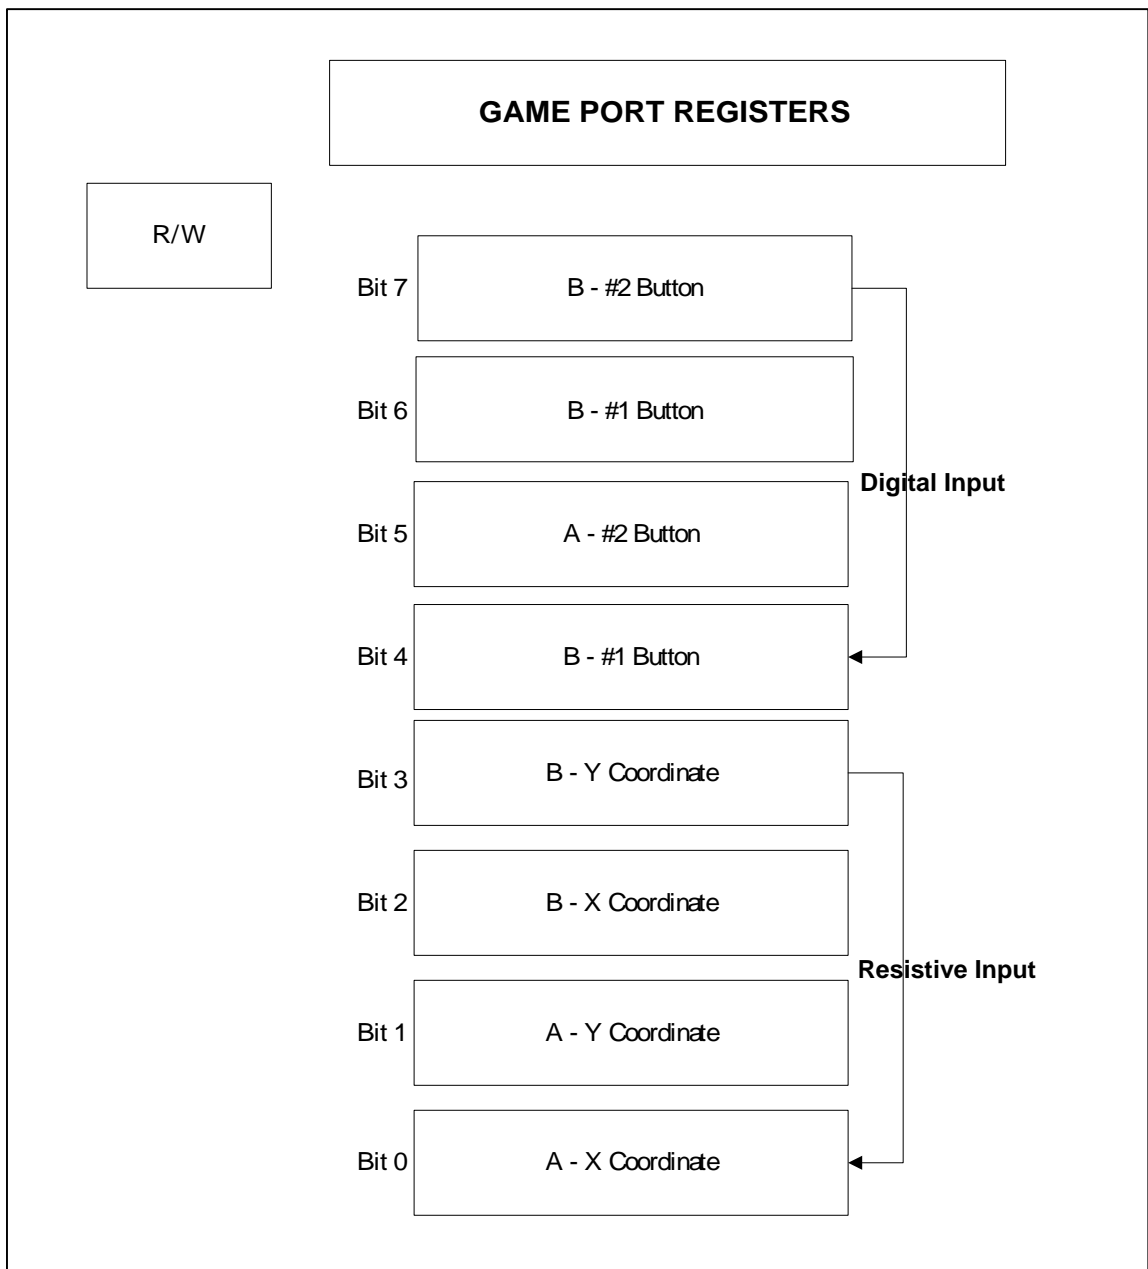 GAME PORT REGISTERS
R/W
Bit 7 B - #2 Button
Bit 6 B - #1 Button
Digital Input
Bit 5 A - #2 Button
Bit 4 B - #1 Button
Bit 3 B - Y Coordinate
Bit 2 B - X Coordinate
Resistive Input
Bit 1 A - Y Coordinate
Bit 0 A - X Coordinate